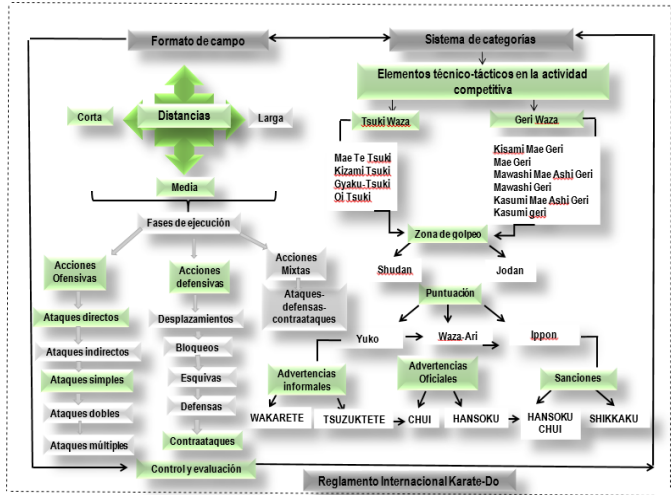 Formato de campo
Sistema de categorías
Elementos técnico-tácticos en la actividad
competitiva
Corta
Distancias
Larga
Media
Tsuki Waza
Geri Waza
Mae Te Tsuki
Kizami Tsuki
Gyaku-Tsuki
Oi Tsuki
Kisami Mae Geri
Mae Geri
Mawashi Mae Ashi Geri
Mawashi Geri
Kasumi Mae Ashi Geri
Kasumi geri
Fases de ejecución
Zona de golpeo
Shudan
Jodan
Acciones
Ofensivas
Acciones
defensivas
Acciones
Mixtas
Ataques-
defensas-
contraataques
Puntuación
Yuko
Waza-Ari
Ippon
Ataques directos
Ataques indirectos
Ataques simples
Ataques dobles
Ataques múltiples
Desplazamientos
Bloqueos
Esquivas
Defensas
Contraataques
Advertencias
informales
Advertencias
Oficiales
Sanciones
WAKARETE
TSUZUKTETE
CHUI
HANSOKU
HANSOKU
CHUI
SHIKKAKU
Control y evaluación
Reglamento Internacional Karate-Do